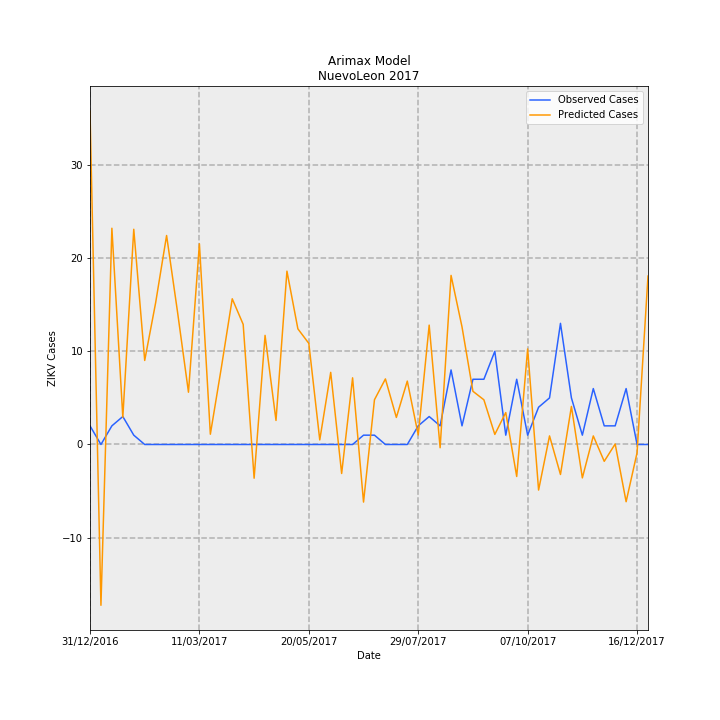 Arimax Model
NuevoLeon 2017
Observed Cases
Predicted Cases
ZIKV Cases
30
20
10
0
−10
31/12/2016
11/03/2017
20/05/2017
29/07/2017
07/10/2017
16/12/2017
Date